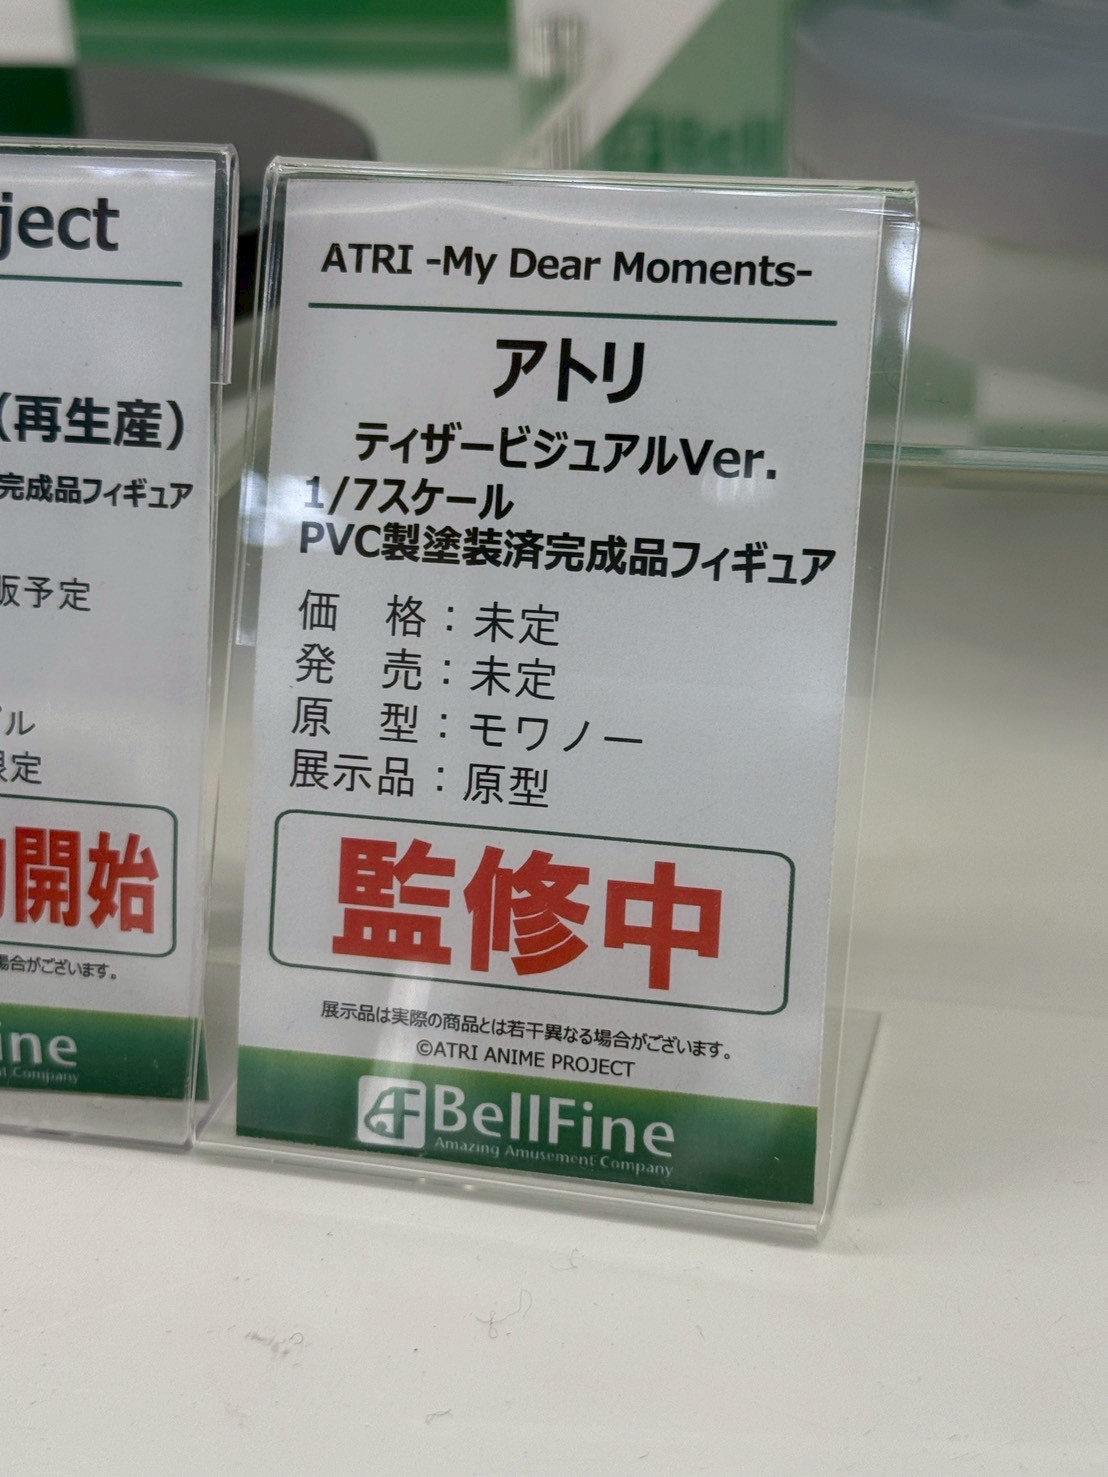 ject
（再生産）
完成品フィギュア
販予定
ル
限定
開始
場合がございます。
ine
nt Company
ATRI -My Dear Moments-
アトリ
ティザービジュアルVer.
1/7スケール
PVC製塗装済完成品フィギュア
価　格：未定
発　売：未定
原　型：モワノー
展示品：原型
監修中
展示品は実際の商品とは若干異なる場合がございます。
©ATRI ANIME PROJECT
AF BellFine
Amazing Amusement Company